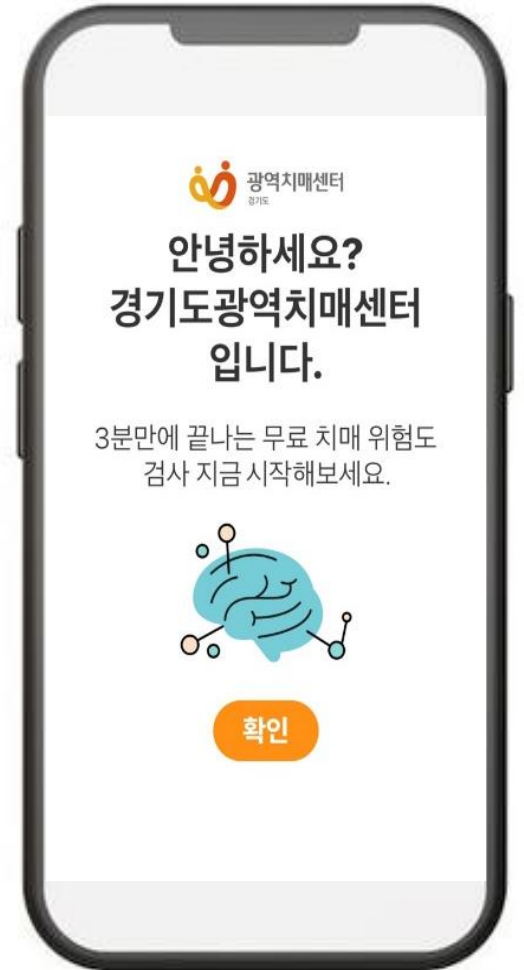 광역치매센터
경기도
안녕하세요?
경기도광역치매센터
입니다.
3분만에 끝나는 무료 치매 위험도
검사 지금 시작해보세요.
확인